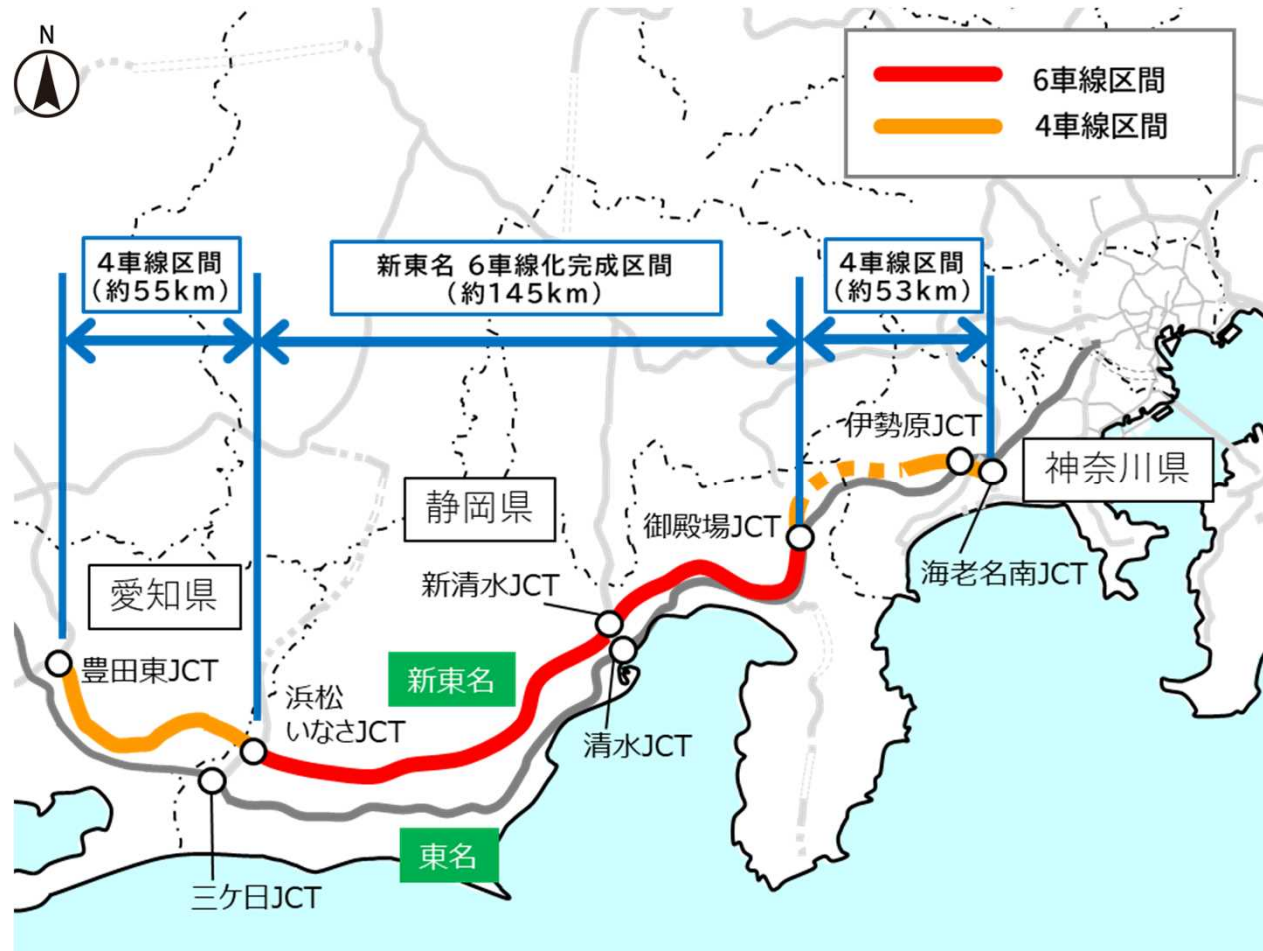 N
6車線区間
4車線区間
4車線区間
(約55km)
新東名 6車線化完成区間
(約145km)
4車線区間
(約53km)
伊勢原JCT
神奈川県
静岡県
御殿場JCT
海老名南JCT
新清水JCT
愛知県
豊田東JCT
新東名
浜松
いなさJCT
清水JCT
東名
三ケ日JCT